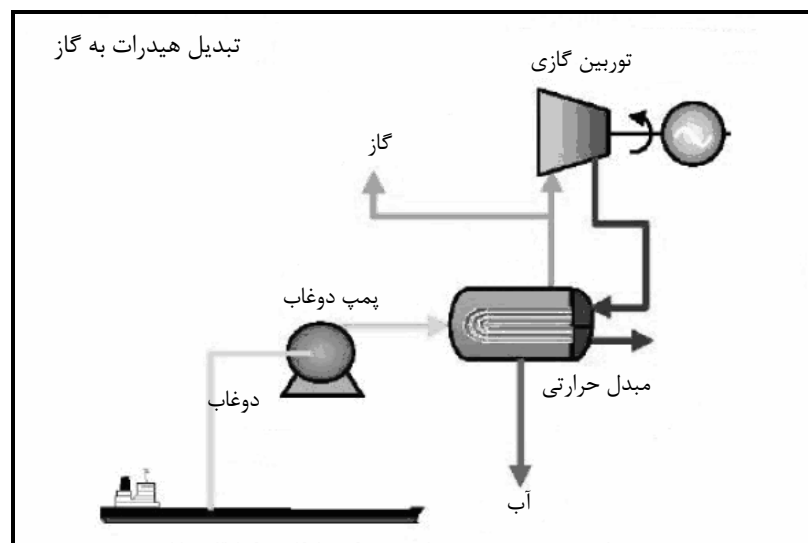 تبدیل هیدرات به گاز
توربین گازی
گاز
پمپ دوغاب
مبدل حرارتی
دوغاب
آب